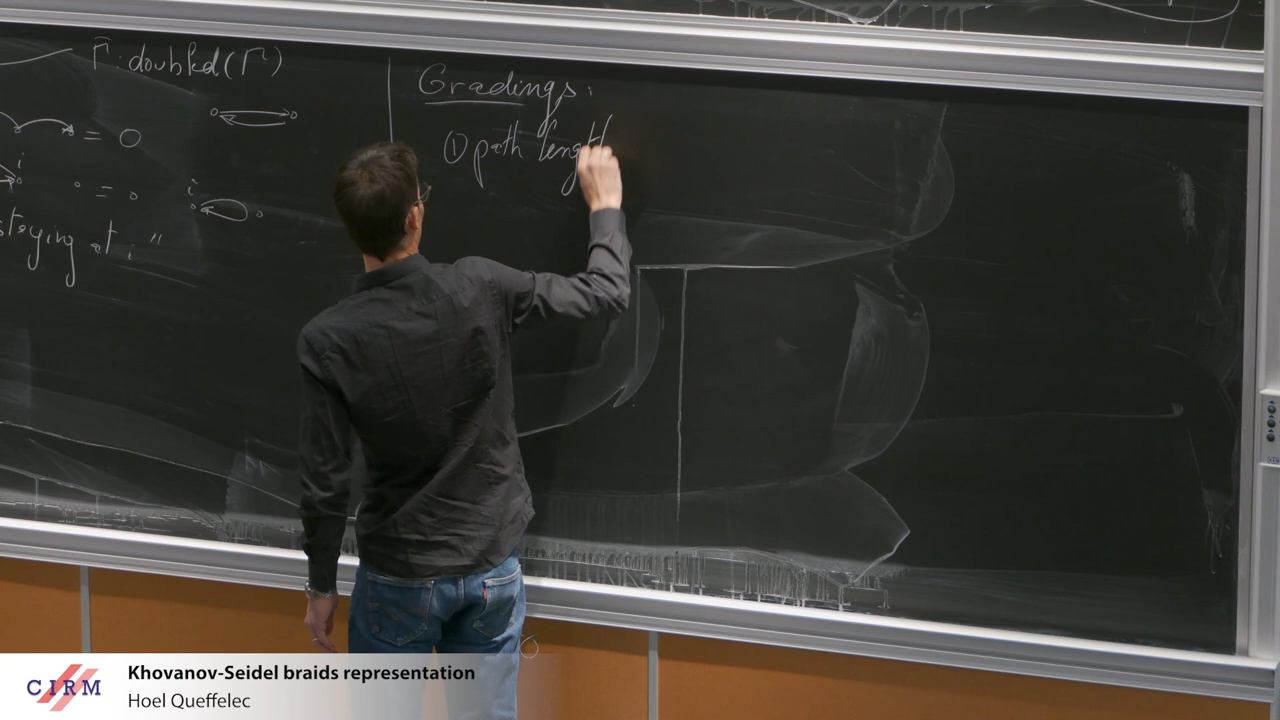 Γ̄: doubled(Γ)
= 0
i
° = 0
i
staying at i"
Gradings:
① path length
CIRM
Khovanov-Seidel braids representation
Hoel Queffelec